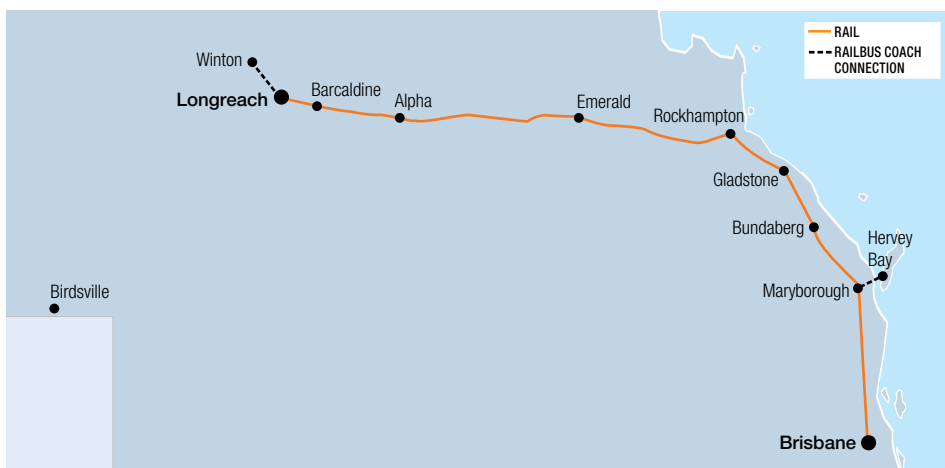 RAIL
RAILBUS COACH
CONNECTION
Winton
Longreach
Barcaldine
Alpha
Emerald
Rockhampton
Gladstone
Bundaberg
Hervey
Bay
Maryborough
Birdsville
Brisbane